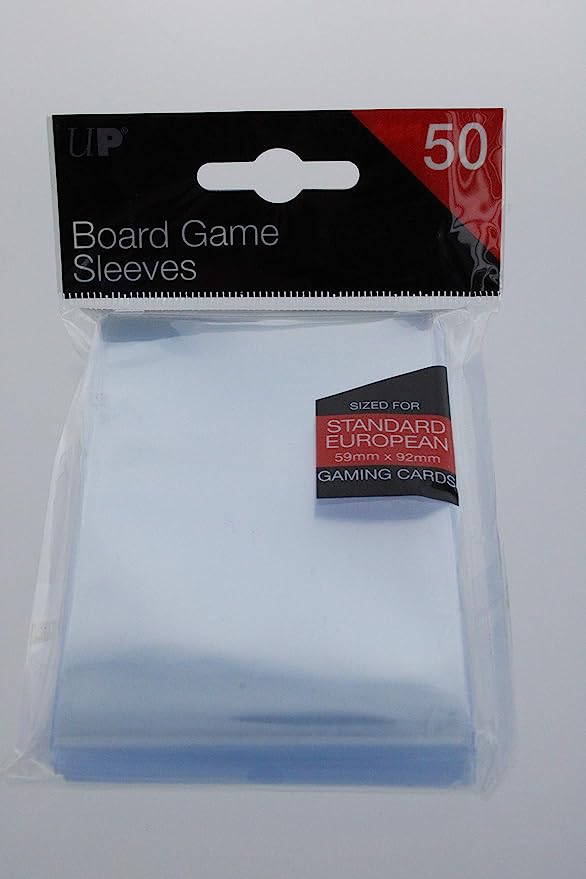 UP®
50
Board Game
Sleeves
SIZED FOR
STANDARD
EUROPEAN
59mm x 92mm
GAMING CARDS